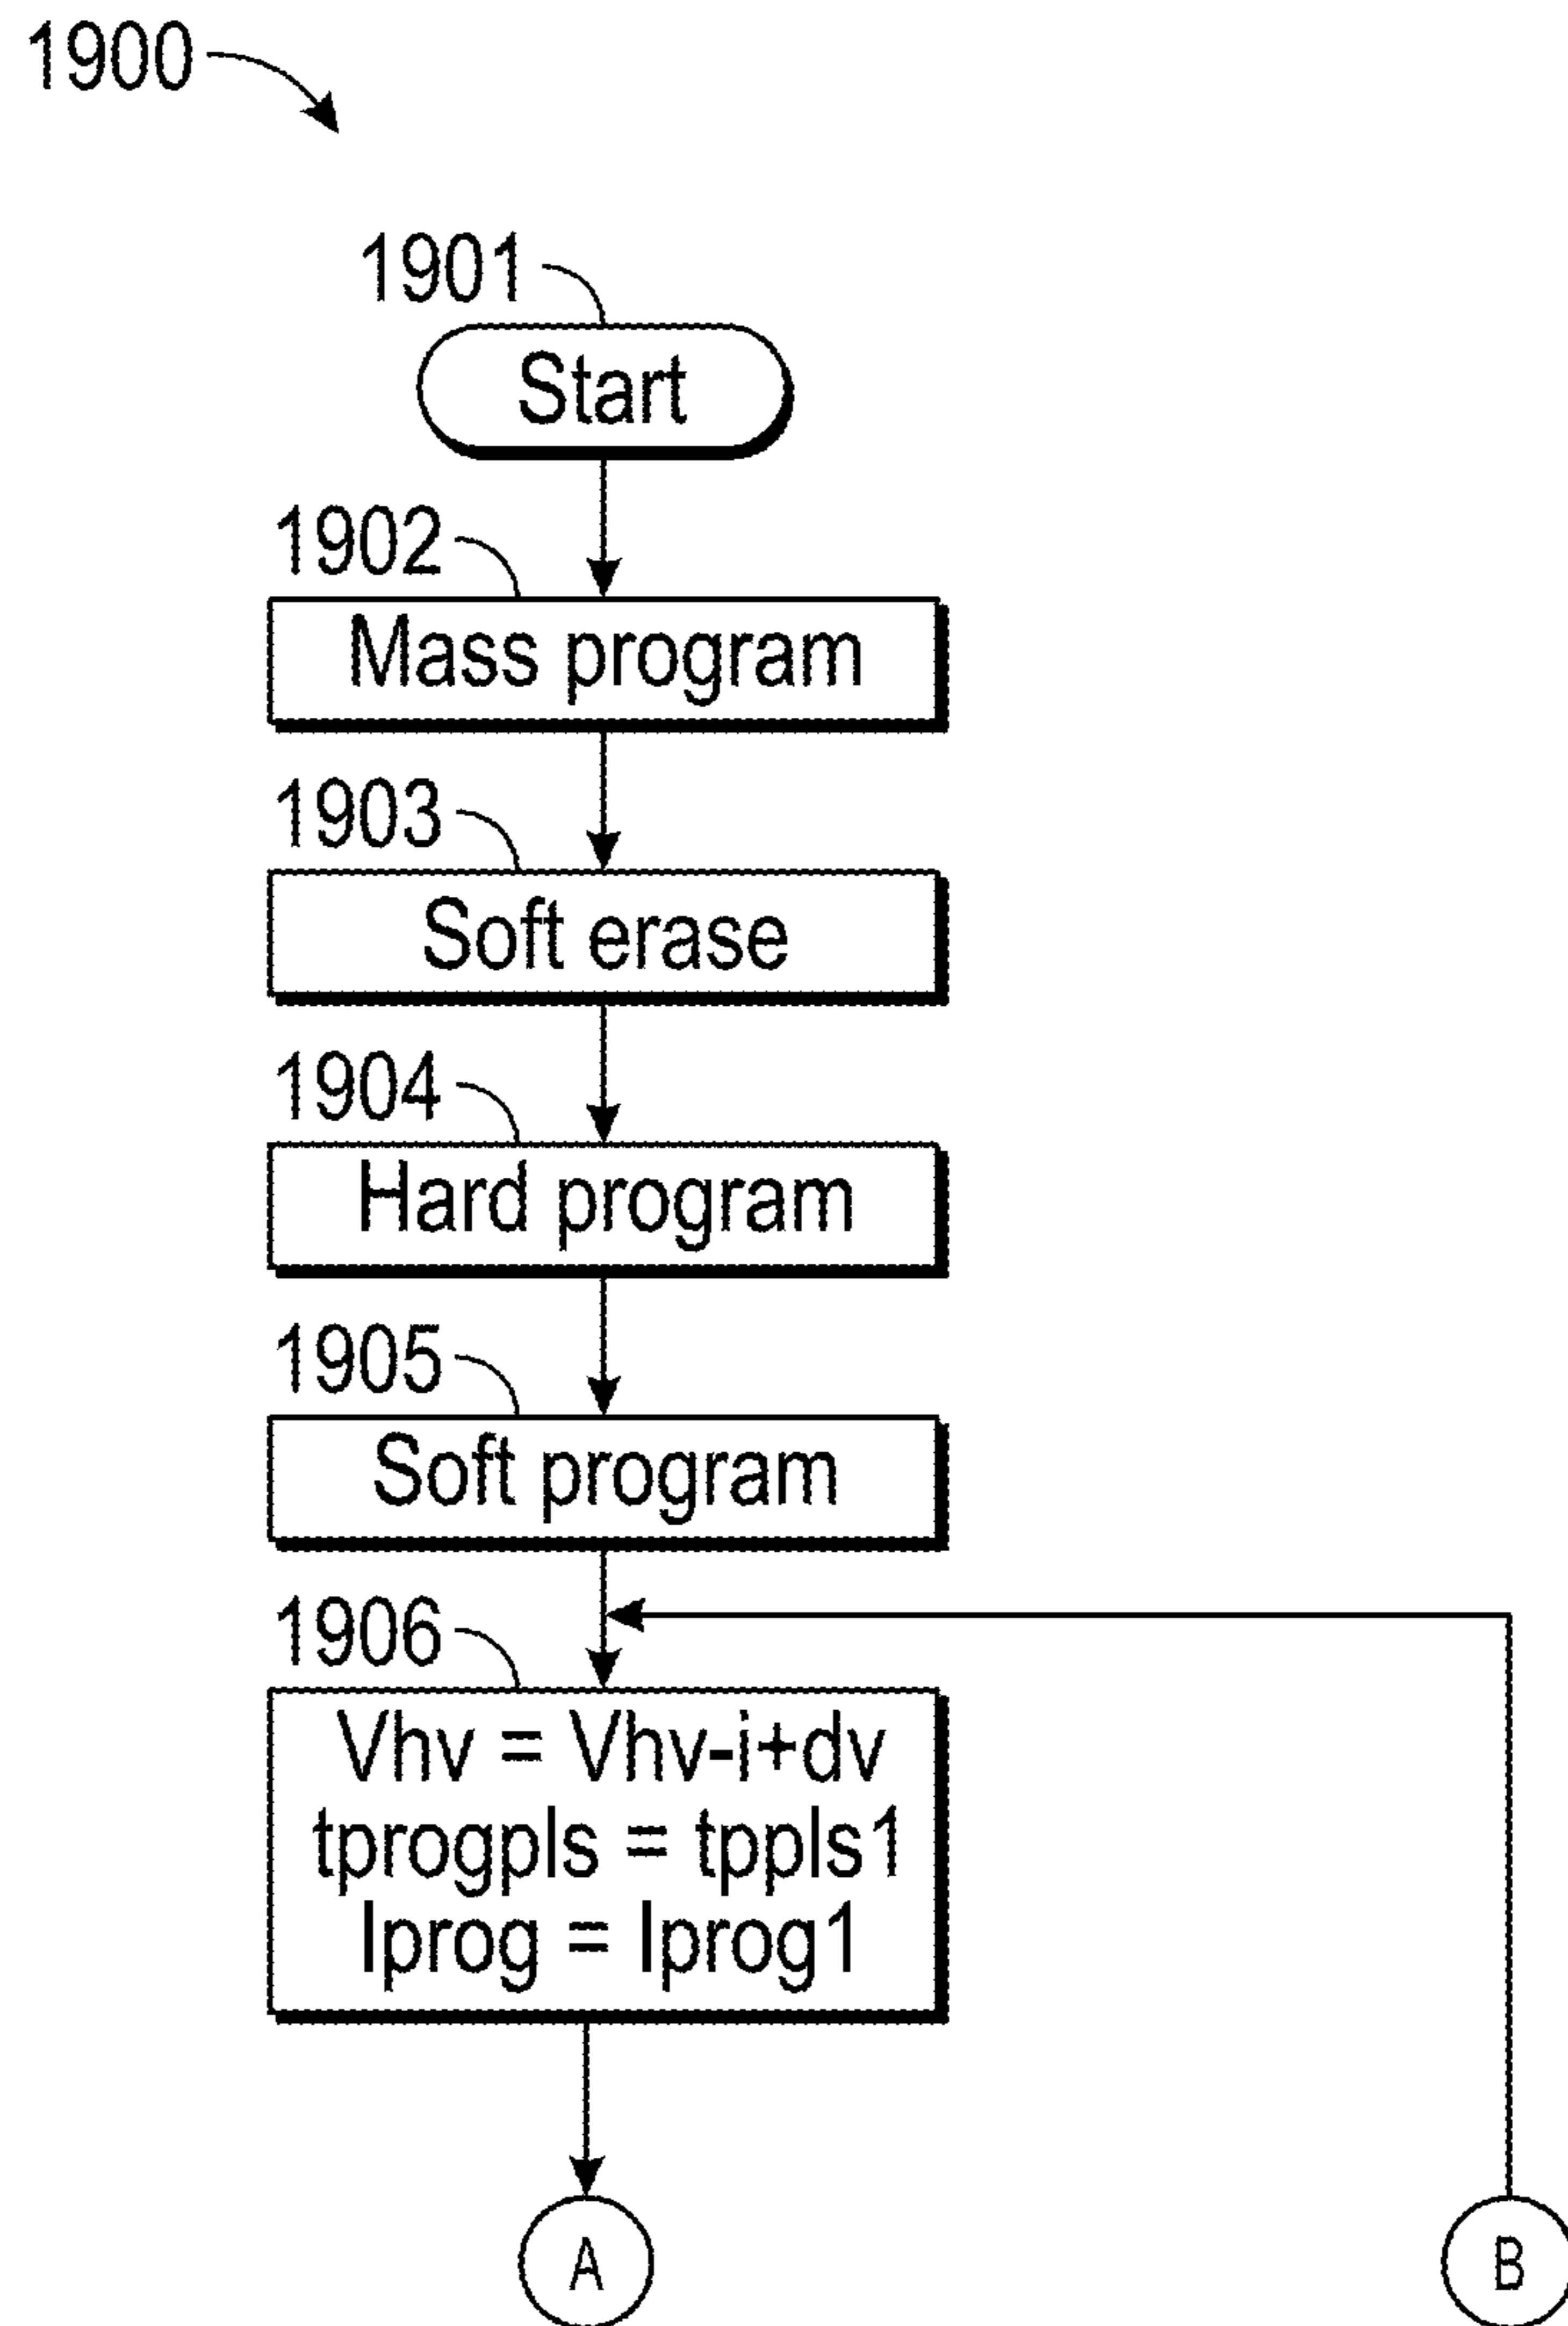 1900
1901
Start
1902
Mass program
1903
Soft erase
1904
Hard program
1905
Soft program
1906
Vhv = Vhv-i+dv
tprogpls = tppls1
Iprog = Iprog1
A
B